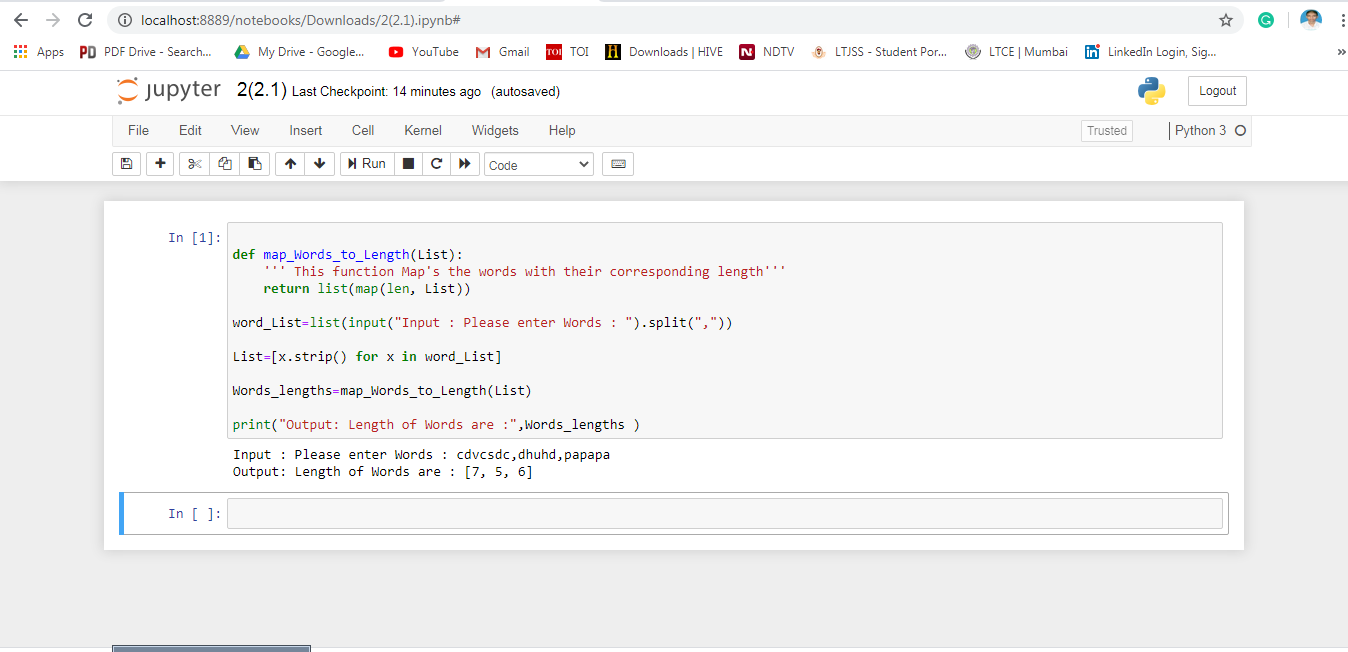 localhost:8889/notebooks/Downloads/2(2.1).ipynb#
Apps PDF Drive - Search... My Drive - Google... YouTube Gmail TOI TOI Downloads | HIVE NDTV LTJSS - Student Por... LTCE | Mumbai LinkedIn Login, Sig... »
jupyter 2(2.1) Last Checkpoint: 14 minutes ago (autosaved) Logout
File Edit View Insert Cell Kernel Widgets Help Trusted Python 3
Run Code
In [1]:
def map_Words_to_Length(List):
    ''' This function Map's the words with their corresponding length'''
    return list(map(len, List))
word_List=list(input("Input : Please enter Words : ").split(","))
List=[x.strip() for x in word_List]
Words_lengths=map_Words_to_Length(List)
print("Output: Length of Words are :",Words_lengths )
Input : Please enter Words : cdvcsdc,dhuhd,papapa
Output: Length of Words are : [7, 5, 6]
In [ ]: